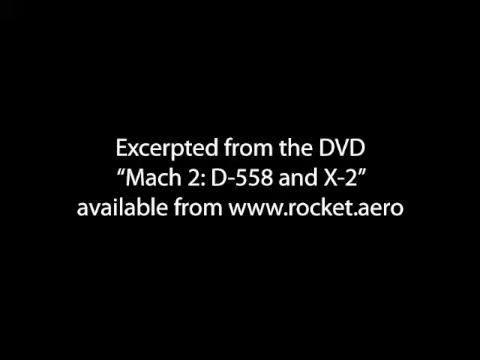 Excerpted from the DVD
“Mach 2: D-558 and X-2”
available from www.rocket.aero